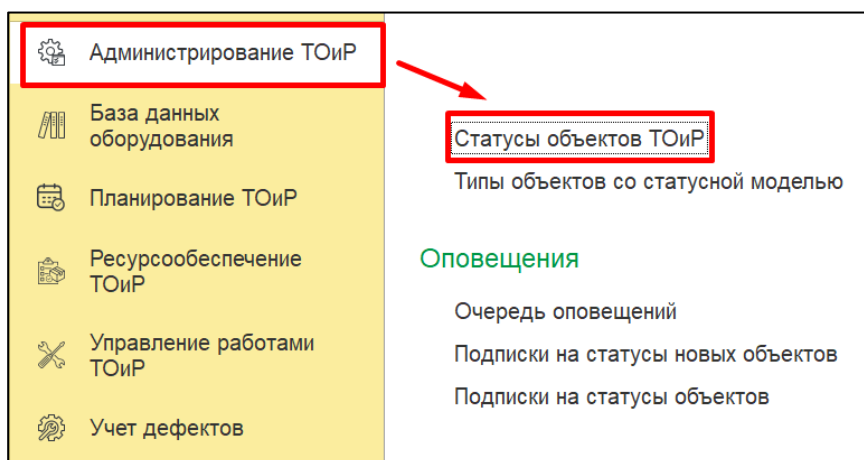 Администрирование ТОиР
База данных
оборудования
Планирование ТОиР
Ресурсообеспечение
ТОиР
Управление работами
ТОиР
Учет дефектов
Статусы объектов ТОиР
Типы объектов со статусной моделью
Оповещения
Очередь оповещений
Подписки на статусы новых объектов
Подписки на статусы объектов